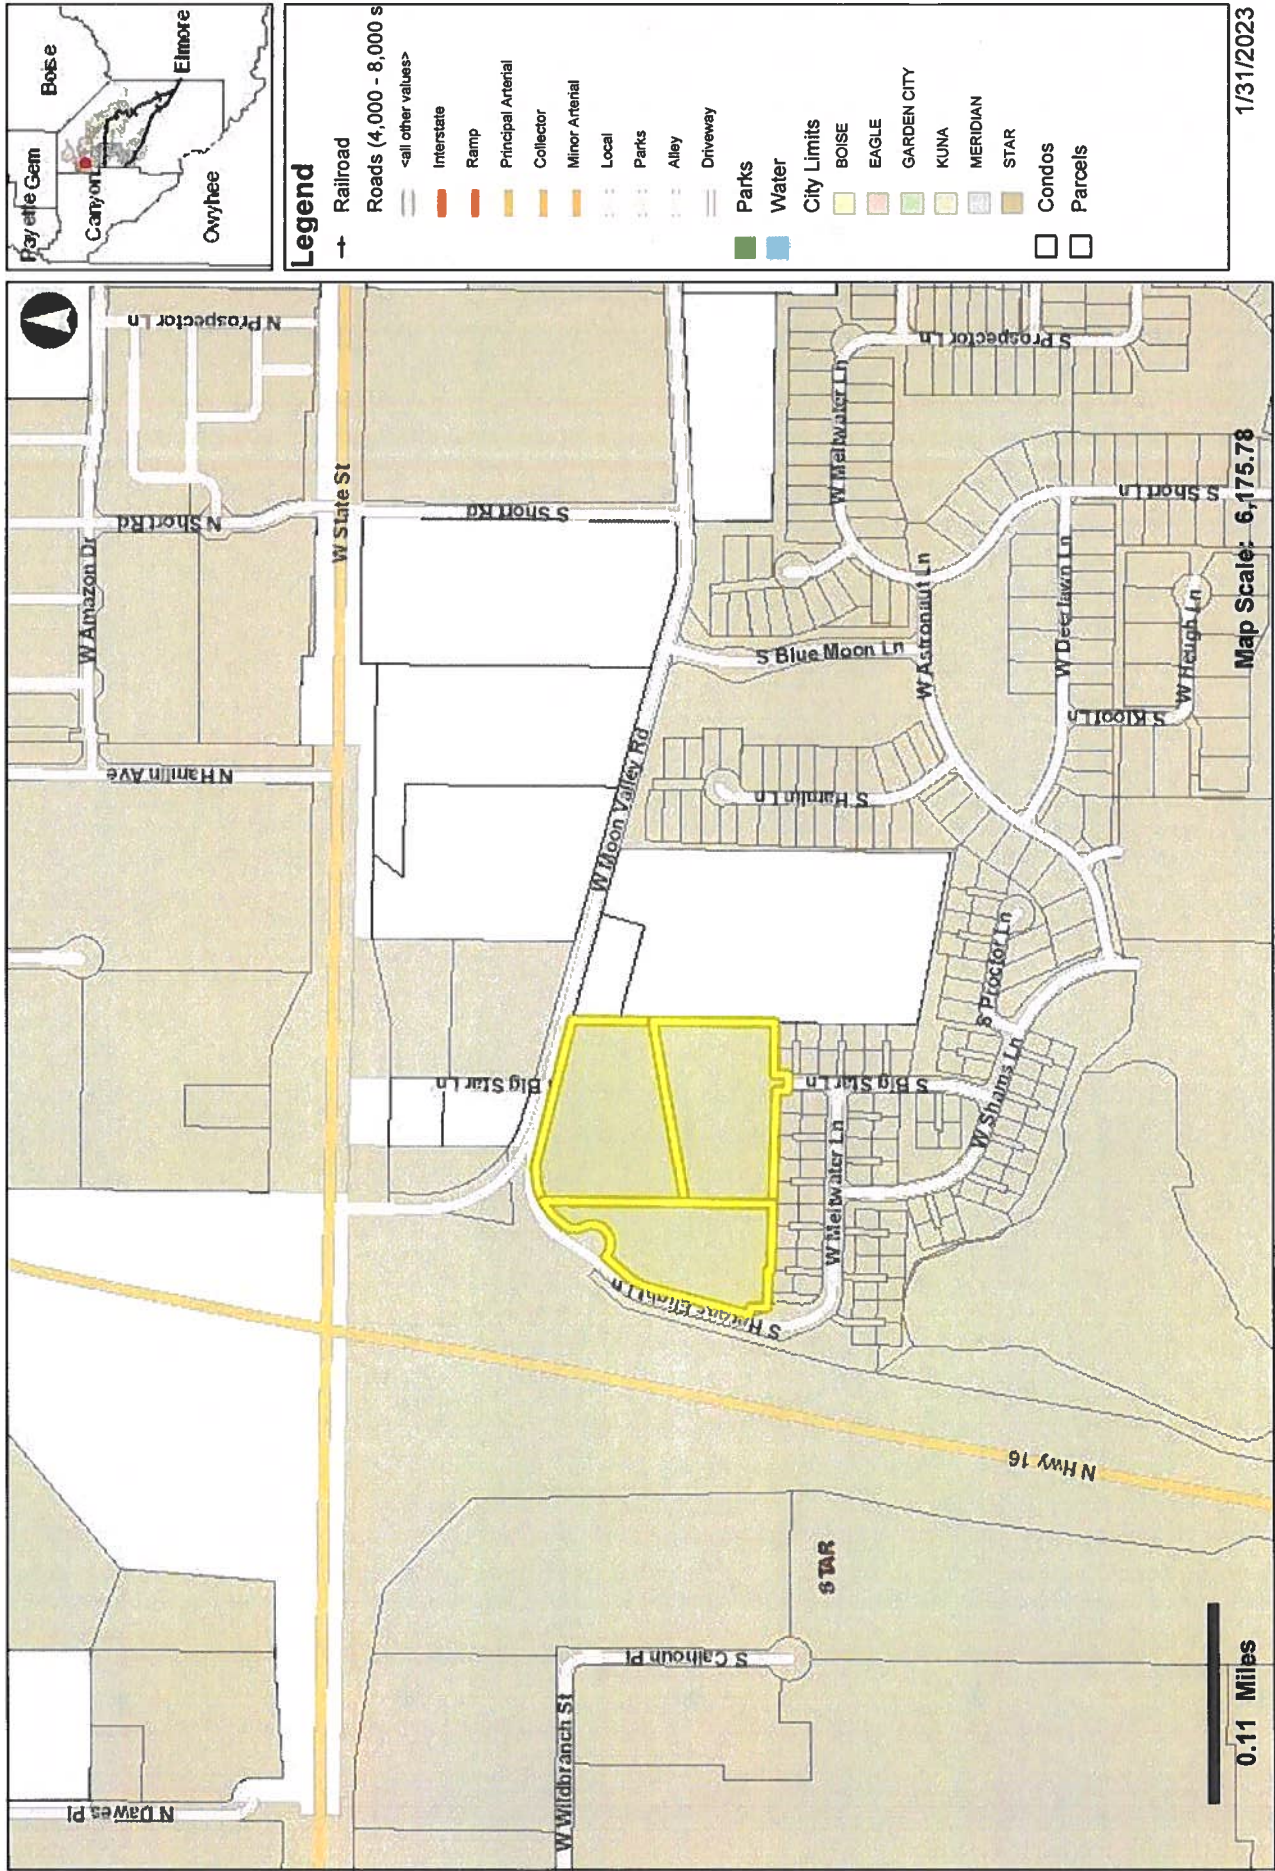 Payette
Gem
Boise
Canyon
Elmore
Owyhee
Legend
Railroad
Roads (4,000 - 8,000 s
<all other values>
Interstate
Ramp
Principal Arterial
Collector
Minor Arterial
Local
Parks
Alley
Driveway
Parks
Water
City Limits
BOISE
EAGLE
GARDEN CITY
KUNA
MERIDIAN
STAR
Condos
Parcels
1/31/2023
N Dawes Pl
N Hamlin Ave
W Amazon Dr
N Short Rd
N Prospector Ln
W State St
S Short Rd
S Big Star Ln
W Moon Valley Rd
W Wildbranch St
S Calhoun Pl
STAR
N Hwy 16
W Meltwater Ln
S Big Star Ln
W Shams Ln
S Proctor Ln
S Hamlin Ln
S Blue Moon Ln
W Astronaut Ln
W Meltwater Ln
S Prospector Ln
W Deerlawn Ln
S Short Ln
S Kloof Ln
W Heugh Ln
0.11 Miles
Map Scale: 6,175.78